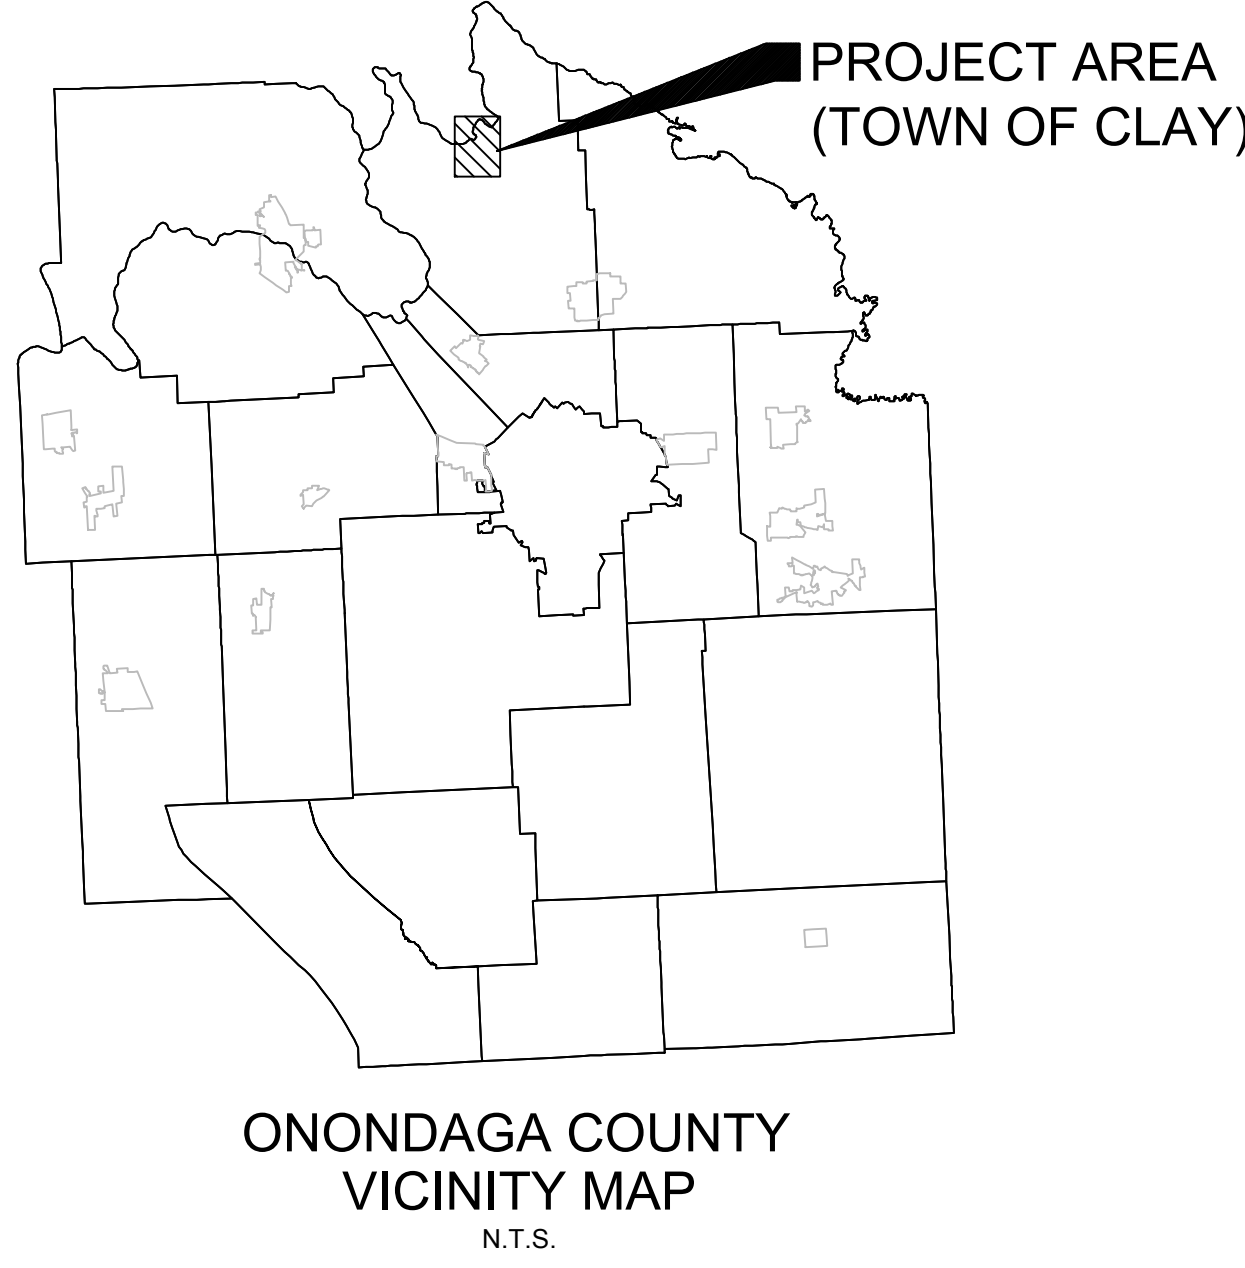 PROJECT AREA
(TOWN OF CLAY)
ONONDAGA COUNTY
VICINITY MAP
N.T.S.